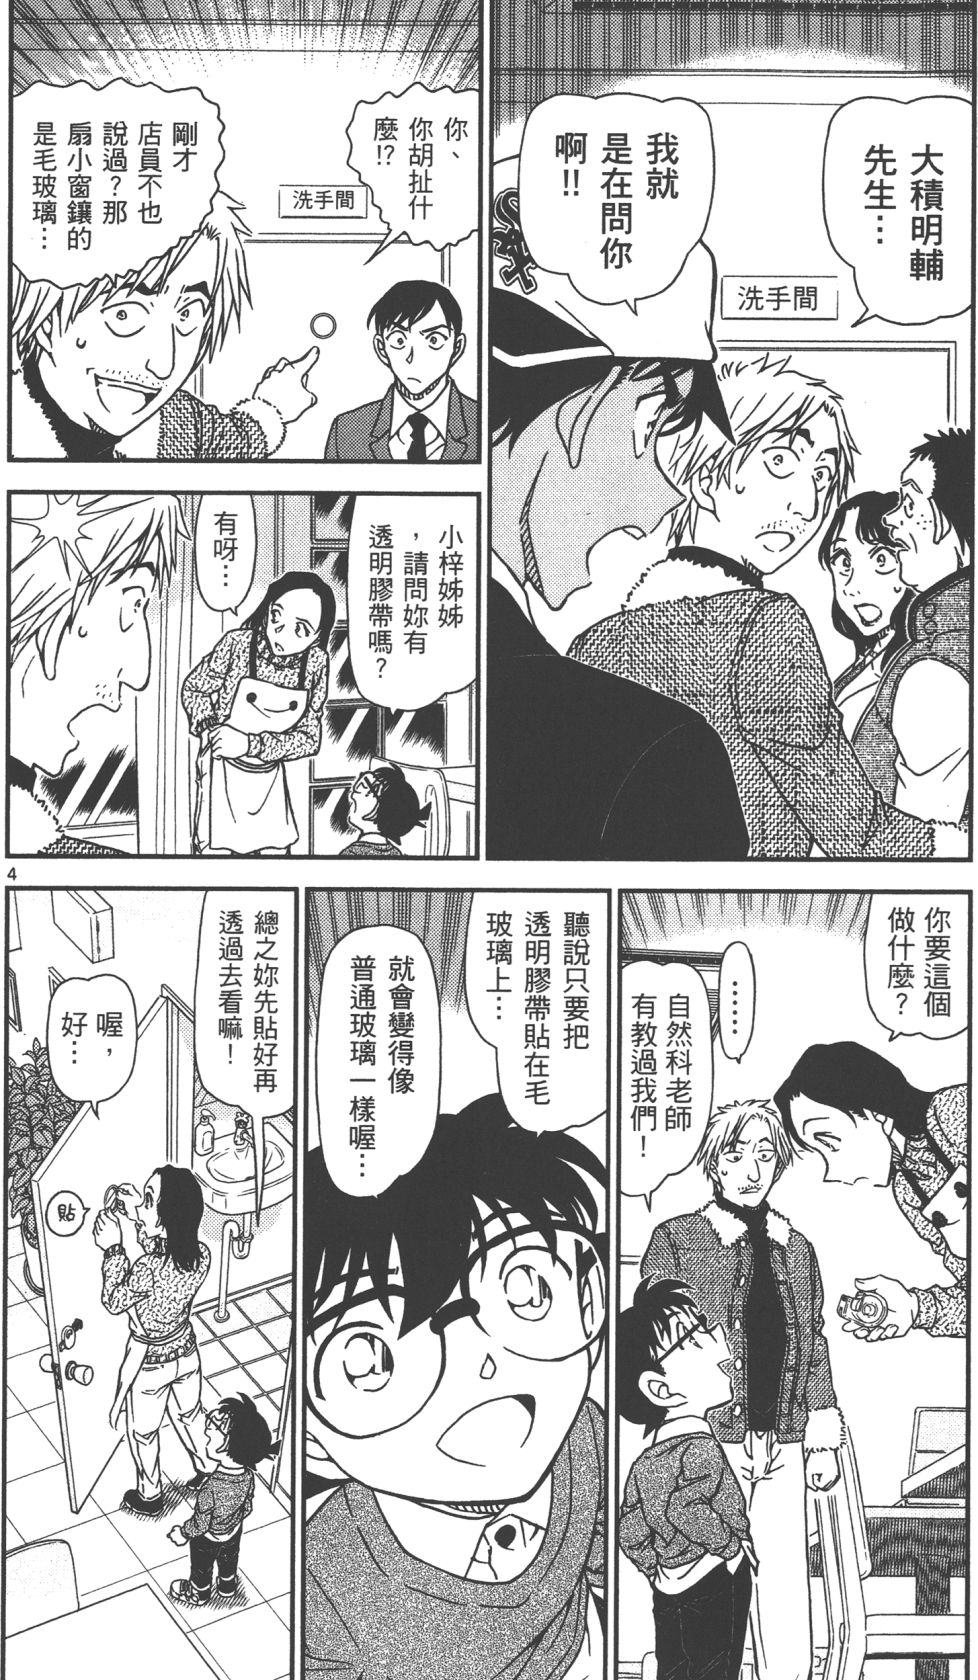 大積明輔
先生…
我就
是在問你
啊!!
洗手間
你、
你胡扯什
麼!?
剛才
店員不也
說過？那
扇小窗鑲的
是毛玻璃…
洗手間
小梓姊姊
，請問妳有
透明膠帶嗎？
有呀…
4
你要這個
做什麼？
……
自然科老師
有教過我們！
聽說只要把
透明膠帶貼在毛
玻璃上…
就會變得像
普通玻璃一樣喔…
總之妳先貼好再
透過去看嘛！
喔，
好…
貼